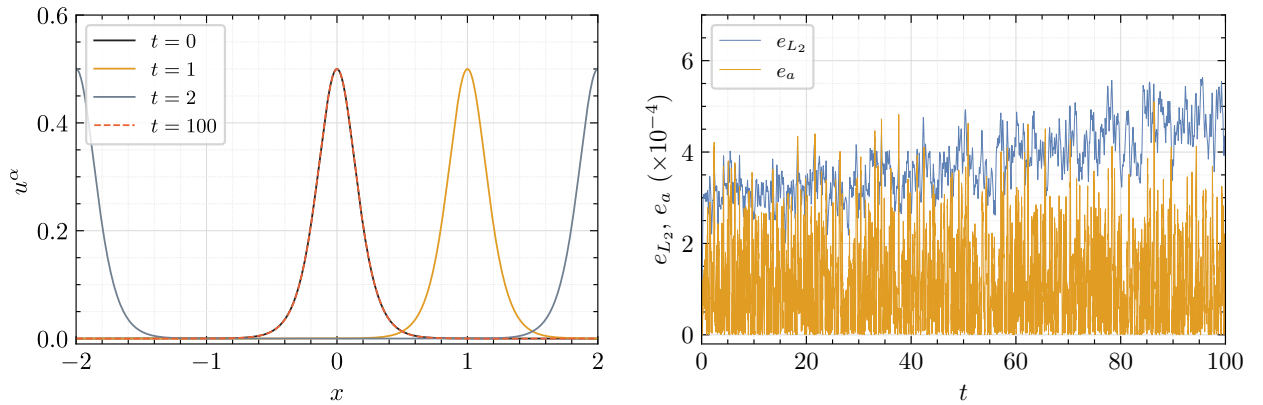 0.6
0.4
0.2
0.0
u^α
t = 0
t = 1
t = 2
t = 100
−2
−1
0
1
2
x
6
4
2
0
e_{L_2}, e_a (×10^{−4})
e_{L_2}
e_a
0
20
40
60
80
100
t